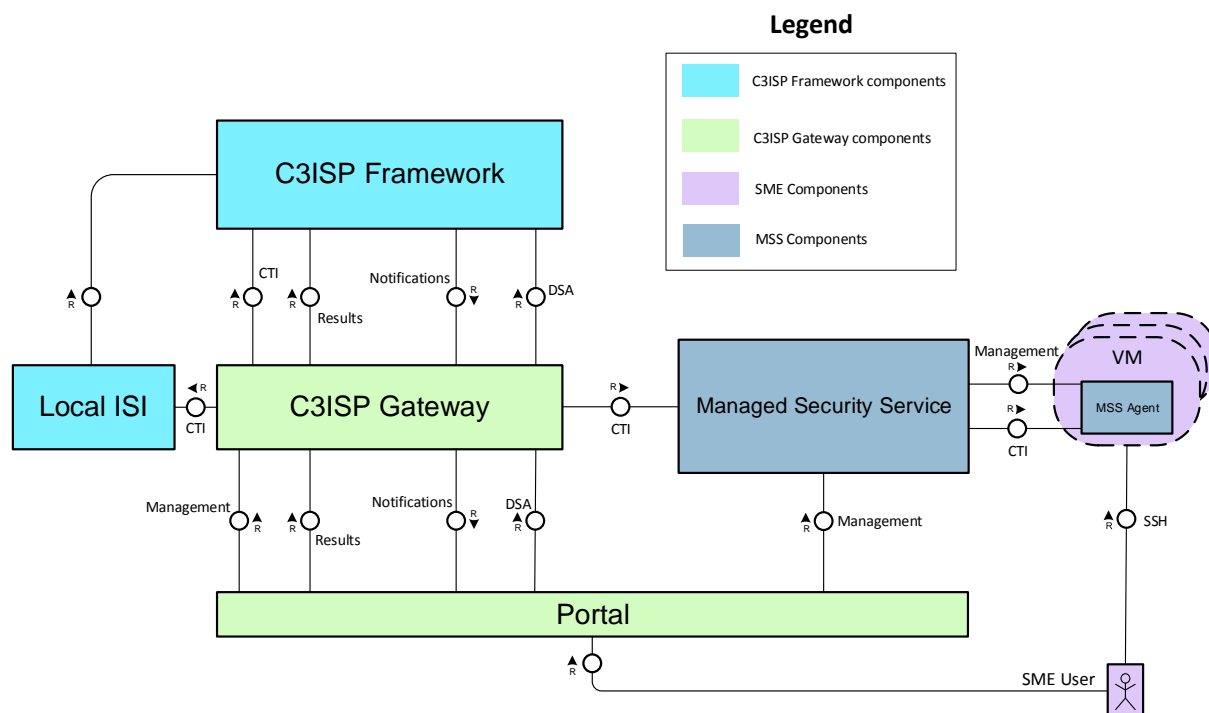 Legend
C3ISP Framework components
C3ISP Gateway components
SME Components
MSS Components
C3ISP Framework
R
CTI
R
R
Results
Notifications
R
R
DSA
Local ISI
R
CTI
C3ISP Gateway
R
CTI
Managed Security Service
Management
R
R
CTI
VM
MSS Agent
Management
R
R
Results
Notifications
R
DSA
R
R
Management
R
SSH
Portal
R
SME User